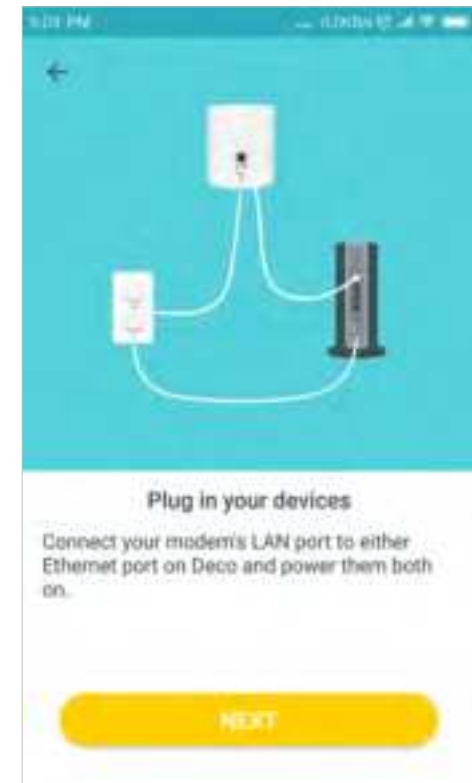 Plug in your devices
Connect your modem's LAN port to either
Ethernet port on Deco and power them both
on.
NEXT